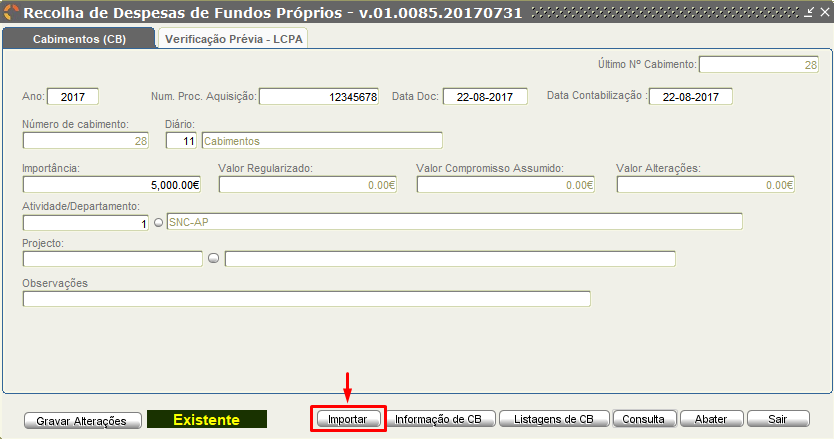 Recolha de Despesas de Fundos Próprios - v.01.0085.20170731
Cabimentos (CB) Verificação Prévia - LCPA
Último Nº Cabimento: 28
Ano: 2017 Num. Proc. Aquisição: 12345678 Data Doc: 22-08-2017 Data Contabilização : 22-08-2017
Número de cabimento: Diário:
28 11 Cabimentos
Importância: Valor Regularizado: Valor Compromisso Assumido: Valor Alterações:
5,000.00€ 0.00€ 0.00€ 0.00€
Atividade/Departamento:
1 SNC-AP
Projecto:
Observações
Gravar Alterações Existente Importar Informação de CB Listagens de CB Consulta Abater Sair